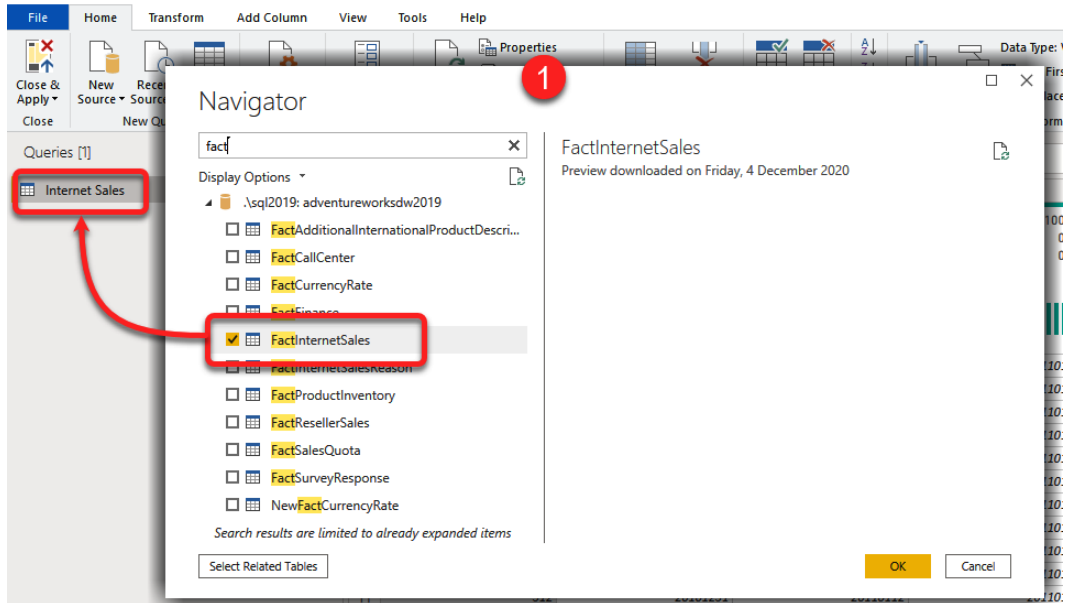 File Home Transform Add Column View Tools Help
Properties
Close & Apply
New Source
Close
Data Type:
1
Navigator
Queries [1]
Internet Sales
fact
Display Options
.\sql2019: adventureworksdw2019
FactAdditionalInternationalProductDescri...
FactCallCenter
FactCurrencyRate
FactFinance
FactInternetSales
FactInternetSalesReason
FactProductInventory
FactResellerSales
FactSalesQuota
FactSurveyResponse
NewFactCurrencyRate
Search results are limited to already expanded items
Select Related Tables
FactInternetSales
Preview downloaded on Friday, 4 December 2020
OK Cancel